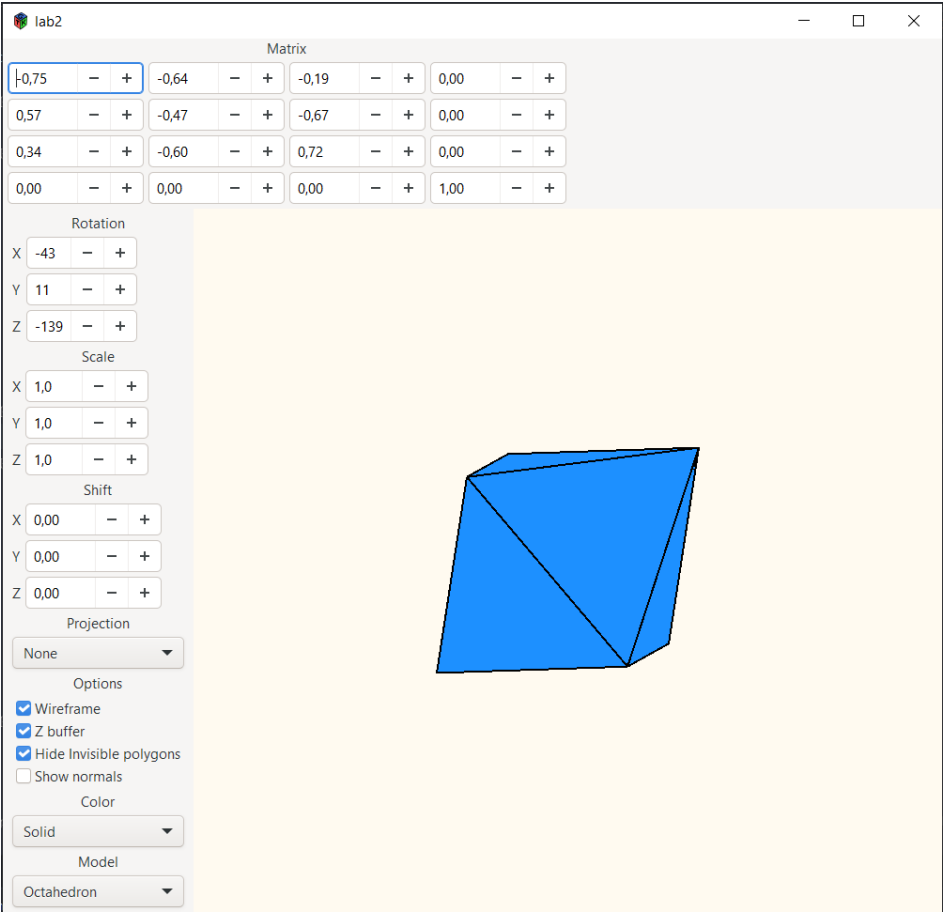 lab2
Matrix
-0,75 − + -0,64 − + -0,19 − + 0,00 − +
0,57 − + -0,47 − + -0,67 − + 0,00 − +
0,34 − + -0,60 − + 0,72 − + 0,00 − +
0,00 − + 0,00 − + 0,00 − + 1,00 − +
Rotation
X -43 − +
Y 11 − +
Z -139 − +
Scale
X 1,0 − +
Y 1,0 − +
Z 1,0 − +
Shift
X 0,00 − +
Y 0,00 − +
Z 0,00 − +
Projection
None
Options
Wireframe
Z buffer
Hide Invisible polygons
Show normals
Color
Solid
Model
Octahedron